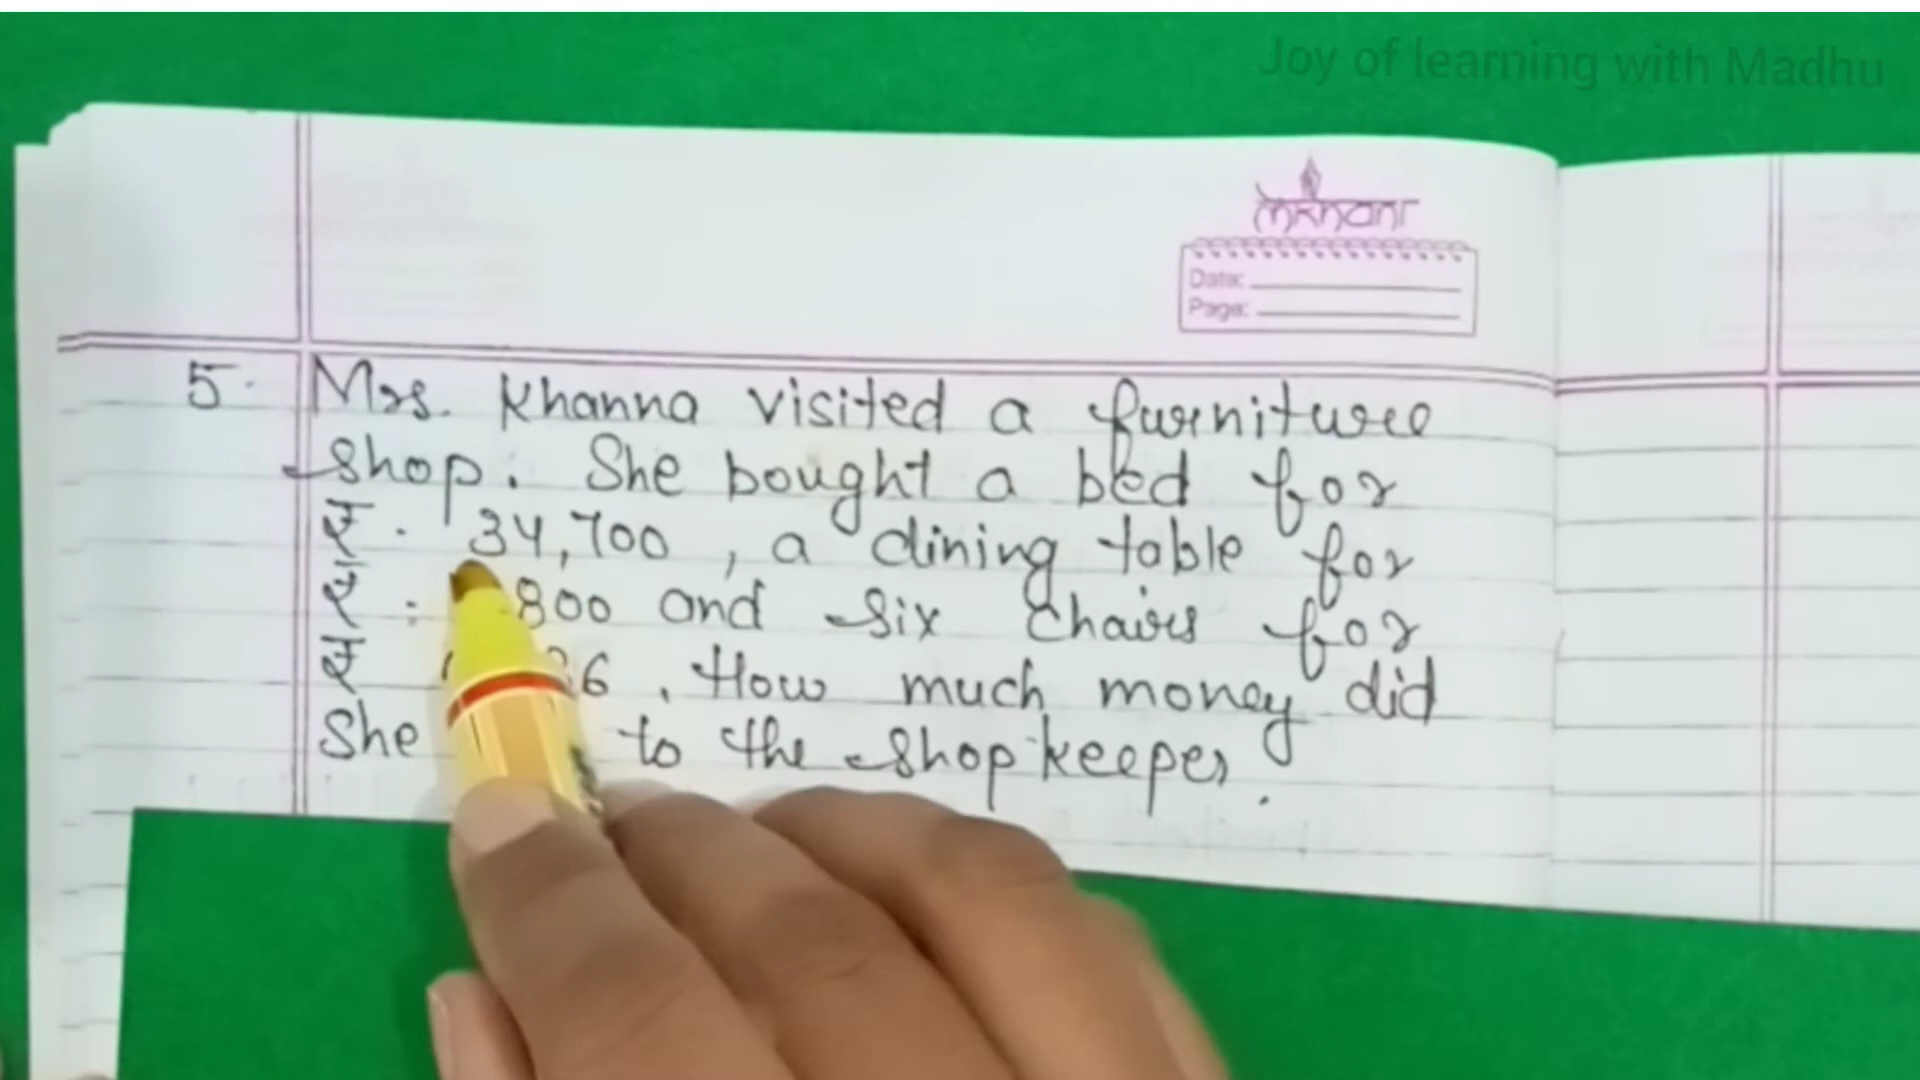 Joy of learning with Madhu
Date:
Page:
5. Mrs. Khanna visited a furniture
shop. She bought a bed for
₹. 34,700, a dining table for
800 and six chairs for
6. How much money did
She to the shopkeeper.